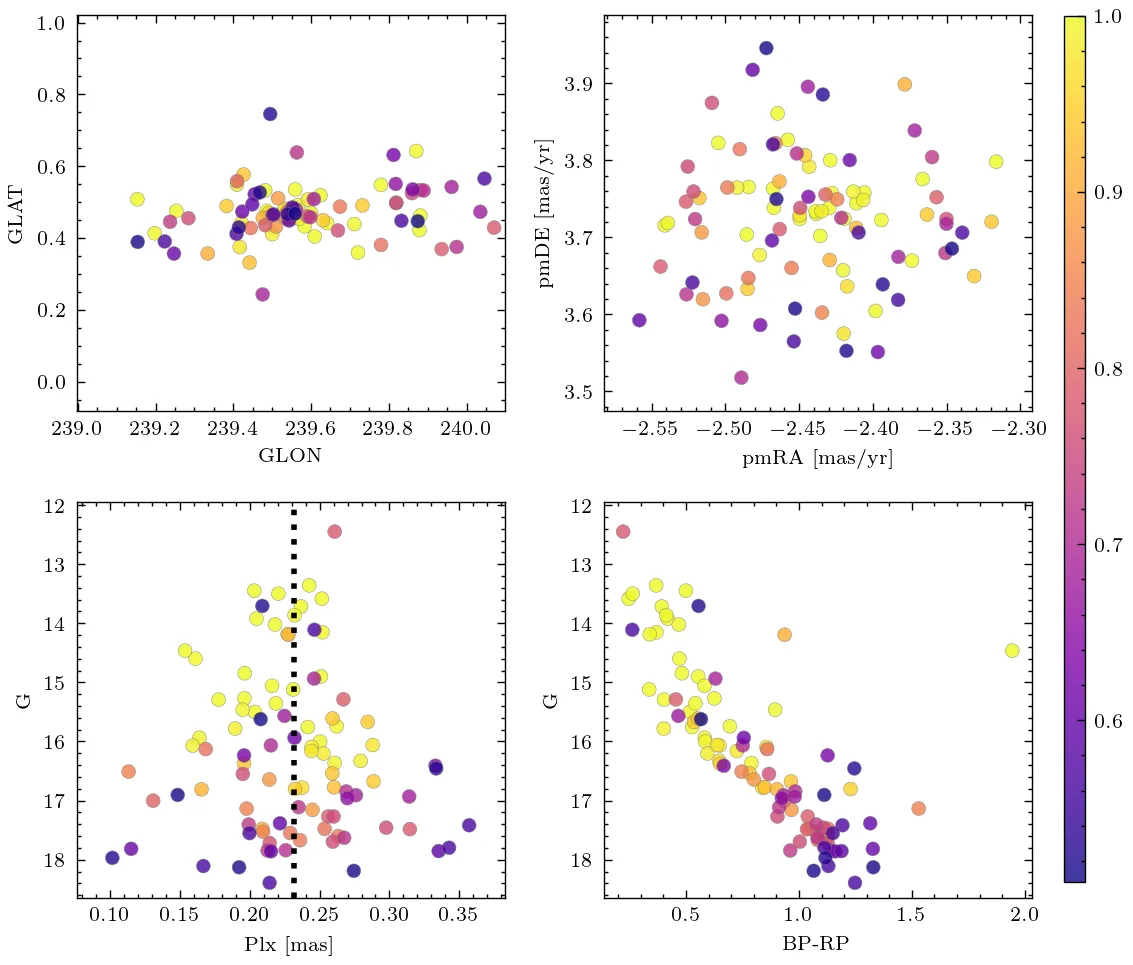 1.0
0.8
0.6
0.4
0.2
0.0
GLAT
239.0 239.2 239.4 239.6 239.8 240.0
GLON
3.9
3.8
3.7
3.6
3.5
pmDE [mas/yr]
−2.55 −2.50 −2.45 −2.40 −2.35 −2.30
pmRA [mas/yr]
1.0
0.9
0.8
0.7
0.6
12
13
14
15
16
17
18
G
0.10 0.15 0.20 0.25 0.30 0.35
Plx [mas]
12
13
14
15
16
17
18
G
0.5 1.0 1.5 2.0
BP-RP